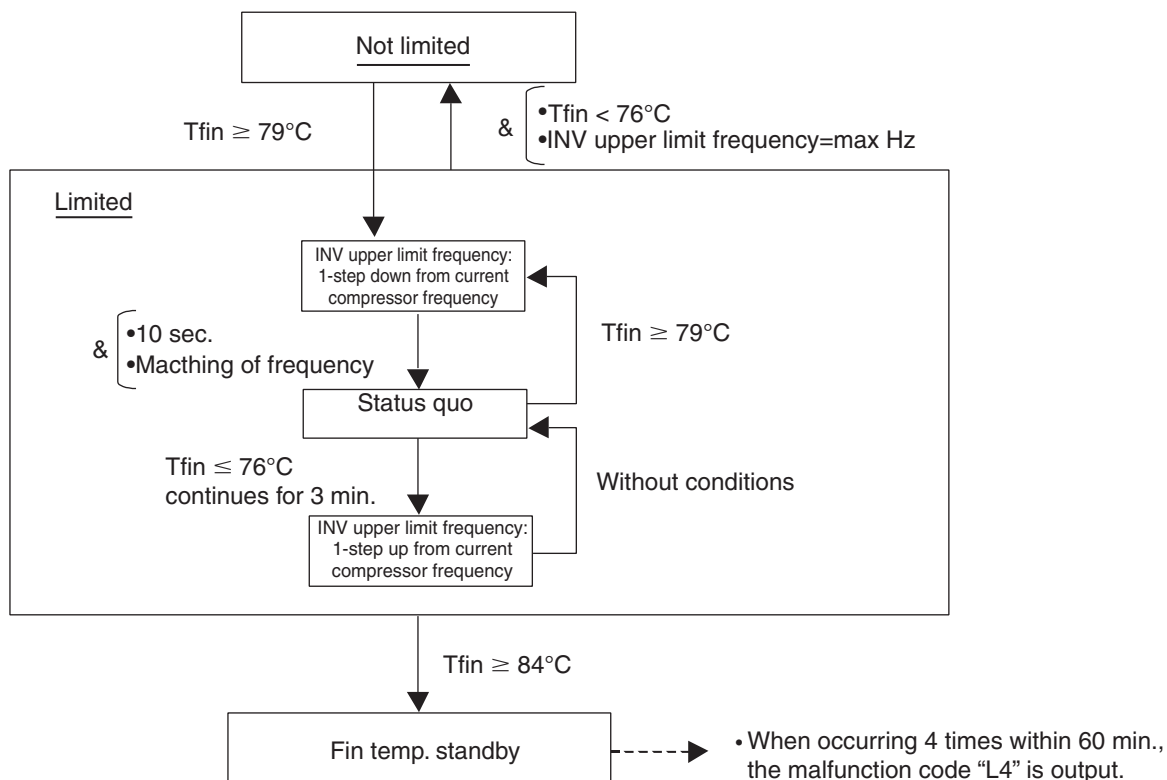 Not limited
Tfin ≥ 79°C
&
•Tfin < 76°C
•INV upper limit frequency=max Hz
Limited
INV upper limit frequency:
1-step down from current
compressor frequency
&
•10 sec.
•Macthing of frequency
Tfin ≥ 79°C
Status quo
Tfin ≤ 76°C
continues for 3 min.
Without conditions
INV upper limit frequency:
1-step up from current
compressor frequency
Tfin ≥ 84°C
Fin temp. standby
• When occurring 4 times within 60 min.,
the malfunction code “L4” is output.